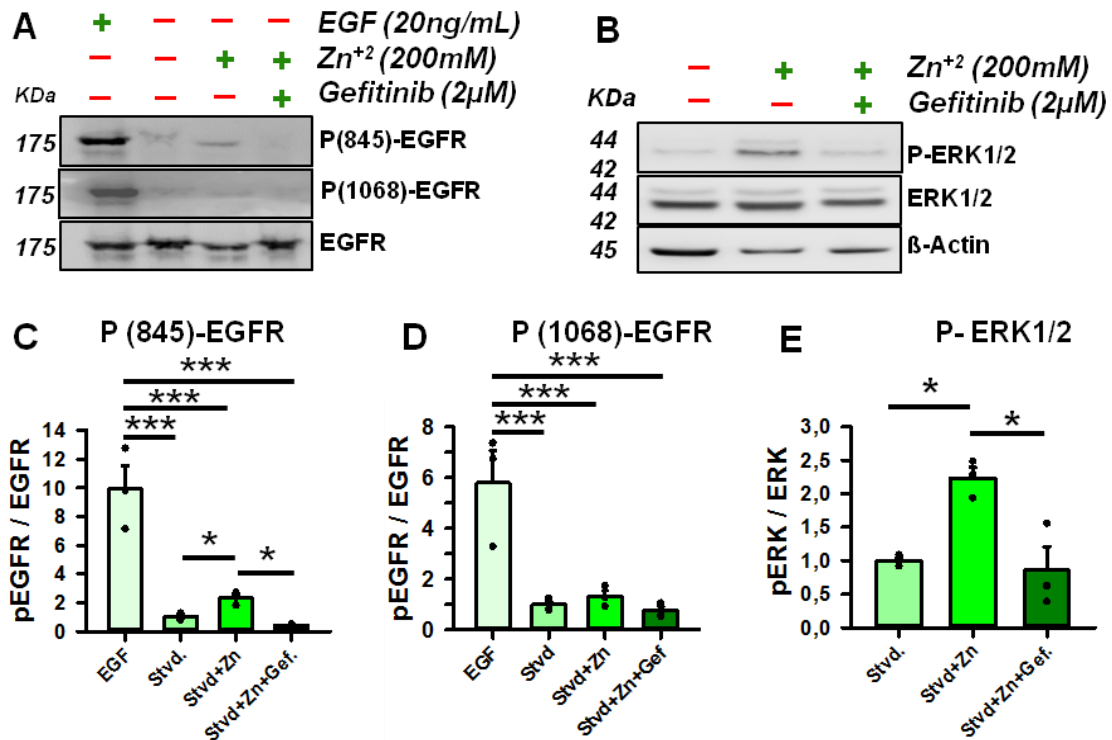 A
+ − − − EGF (20ng/mL)
− − + + Zn⁺² (200mM)
KDa − − − + Gefitinib (2µM)
175 P(845)-EGFR
175 P(1068)-EGFR
175 EGFR
B
− + + Zn⁺² (200mM)
KDa − − + Gefitinib (2µM)
44
42 P-ERK1/2
44
42 ERK1/2
45 ß-Actin
C P (845)-EGFR
***
***
***
* *
pEGFR / EGFR
14
12
10
8
6
4
2
0
EGF Stvd. Stvd+Zn Stvd+Zn+Gef.
D P (1068)-EGFR
***
***
***
pEGFR / EGFR
8
6
4
2
0
EGF Stvd Stvd+Zn Stvd+Zn+Gef
E P- ERK1/2
* *
pERK / ERK
3,0
2,5
2,0
1,5
1,0
0,5
0,0
Stvd. Stvd+Zn Stvd+Zn+Gef.